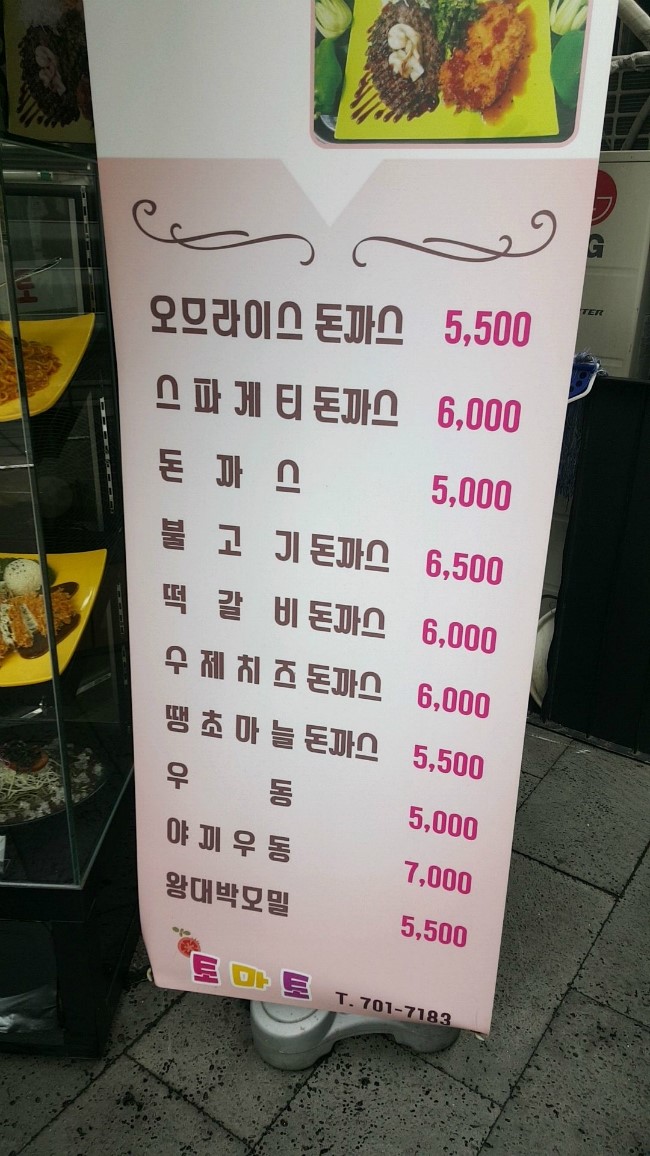 오므라이스 돈까스 5,500
스파게티돈까스 6,000
돈까스 5,000
불고기돈까스 6,500
떡갈비돈까스 6,000
수제치즈돈까스 6,000
땡초마늘돈까스 5,500
우동 5,000
야끼우동 7,000
왕대박모밀 5,500
토마토 T. 701-7183
G
TER